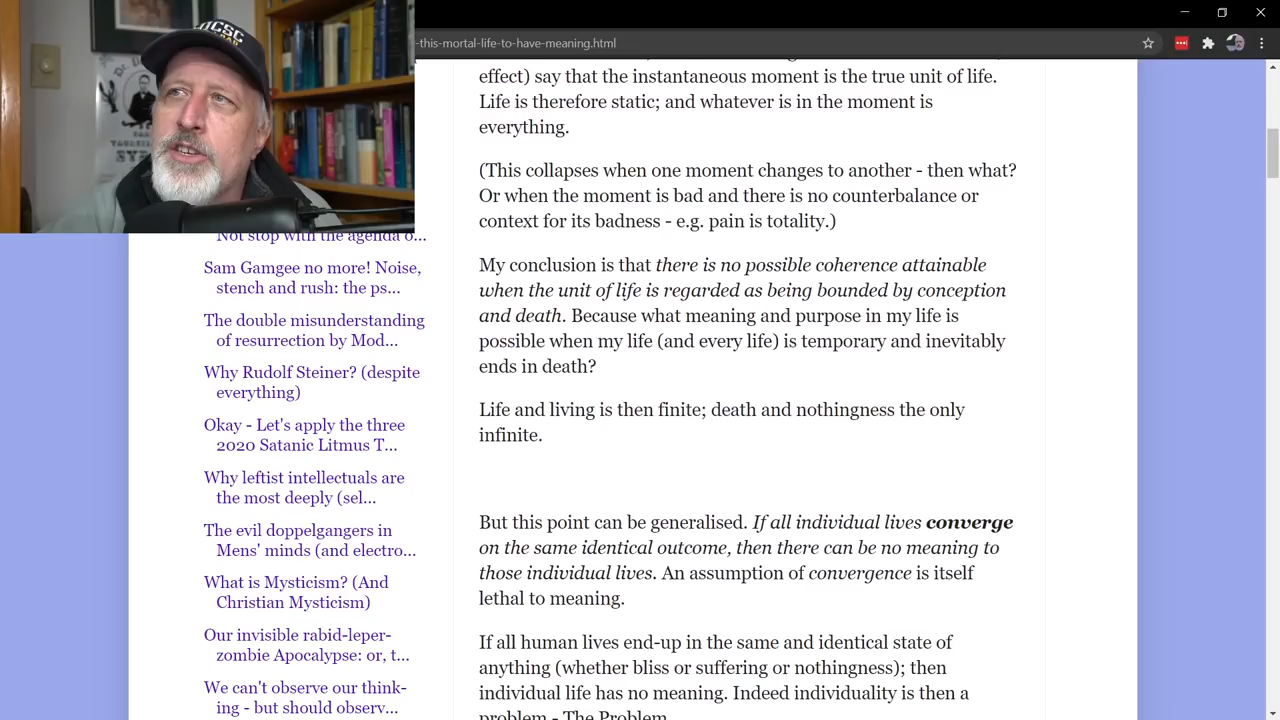 -this-mortal-life-to-have-meaning.html
effect) say that the instantaneous moment is the true unit of life.
Life is therefore static; and whatever is in the moment is
everything.
(This collapses when one moment changes to another - then what?
Or when the moment is bad and there is no counterbalance or
context for its badness - e.g. pain is totality.)
My conclusion is that there is no possible coherence attainable
when the unit of life is regarded as being bounded by conception
and death. Because what meaning and purpose in my life is
possible when my life (and every life) is temporary and inevitably
ends in death?
Life and living is then finite; death and nothingness the only
infinite.
But this point can be generalised. If all individual lives converge
on the same identical outcome, then there can be no meaning to
those individual lives. An assumption of convergence is itself
lethal to meaning.
If all human lives end-up in the same and identical state of
anything (whether bliss or suffering or nothingness); then
individual life has no meaning. Indeed individuality is then a
problem - The Problem.
Not stop with the agenda o...
Sam Gamgee no more! Noise,
stench and rush: the ps...
The double misunderstanding
of resurrection by Mod...
Why Rudolf Steiner? (despite
everything)
Okay - Let's apply the three
2020 Satanic Litmus T...
Why leftist intellectuals are
the most deeply (sel...
The evil doppelgangers in
Mens' minds (and electro...
What is Mysticism? (And
Christian Mysticism)
Our invisible rabid-leper-
zombie Apocalypse: or, t...
We can't observe our think-
ing - but should observ...